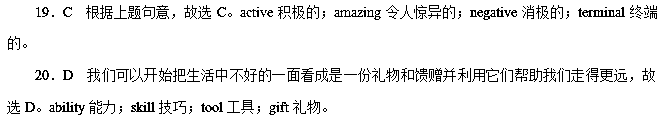 19．C 根据上题句意，故选 C。active 积极的；amazing 令人惊异的；negative 消极的；terminal 终端
的。
20．D 我们可以开始把生活中不好的一面看成是一份礼物和馈赠并利用它们帮助我们走得更远，故
选 D。ability 能力；skill 技巧；tool 工具；gift 礼物。